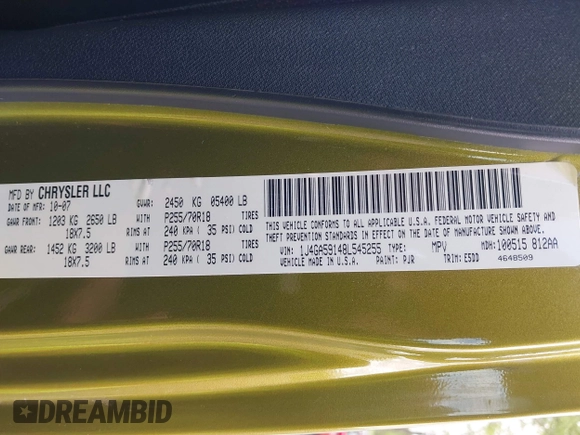 MFD BY CHRYSLER LLC
DATE OF MFR: 10-07 GVWR: 2450 KG 05400 LB
GAWR FRONT: 1203 KG 2650 LB WITH P255/70R18 TIRES
18X7.5 RIMS AT 240 KPA ( 35 PSI) COLD
GAWR REAR: 1452 KG 3200 LB WITH P255/70R18 TIRES
18X7.5 RIMS AT 240 KPA ( 35 PSI) COLD
THIS VEHICLE CONFORMS TO ALL APPLICABLE U.S.A. FEDERAL MOTOR VEHICLE SAFETY AND
THEFT PREVENTION STANDARDS IN EFFECT ON THE DATE OF MANUFACTURE SHOWN ABOVE.
VIN: 1J4GA59148L545255 TYPE: MPV MDH: 100515 812AA
VEHICLE MADE IN U.S.A. PAINT: PJR TRIM: E5DD 4648509
DREAMBID